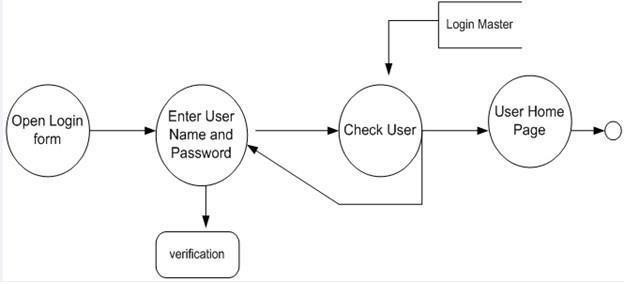 Login Master
Open Login
form
Enter User
Name and
Password
Check User
User Home
Page
verification